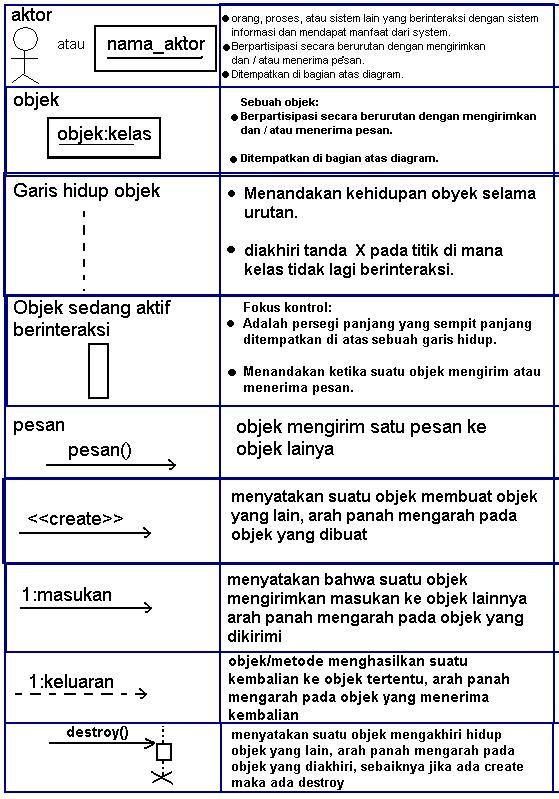 aktor
atau
nama_aktor
orang, proses, atau sistem lain yang berinteraksi dengan sistem
informasi dan mendapat manfaat dari system.
Berpartisipasi secara berurutan dengan mengirimkan
dan / atau menerima pesan.
Ditempatkan di bagian atas diagram.
objek
objek:kelas
Sebuah objek:
Berpartisipasi secara berurutan dengan mengirimkan
dan / atau menerima pesan.
Ditempatkan di bagian atas diagram.
Garis hidup objek
Menandakan kehidupan obyek selama
urutan.
diakhiri tanda X pada titik di mana
kelas tidak lagi berinteraksi.
Objek sedang aktif
berinteraksi
Fokus kontrol:
Adalah persegi panjang yang sempit panjang
ditempatkan di atas sebuah garis hidup.
Menandakan ketika suatu objek mengirim atau
menerima pesan.
pesan
pesan()
objek mengirim satu pesan ke
objek lainya
<<create>>
menyatakan suatu objek membuat objek
yang lain, arah panah mengarah pada
objek yang dibuat
1:masukan
menyatakan bahwa suatu objek
mengirimkan masukan ke objek lainnya
arah panah mengarah pada objek yang
dikirimi
1:keluaran
objek/metode menghasilkan suatu
kembalian ke objek tertentu, arah panah
mengarah pada objek yang menerima
kembalian
destroy()
menyatakan suatu objek mengakhiri hidup
objek yang lain, arah panah mengarah pada
objek yang diakhiri, sebaiknya jika ada create
maka ada destroy